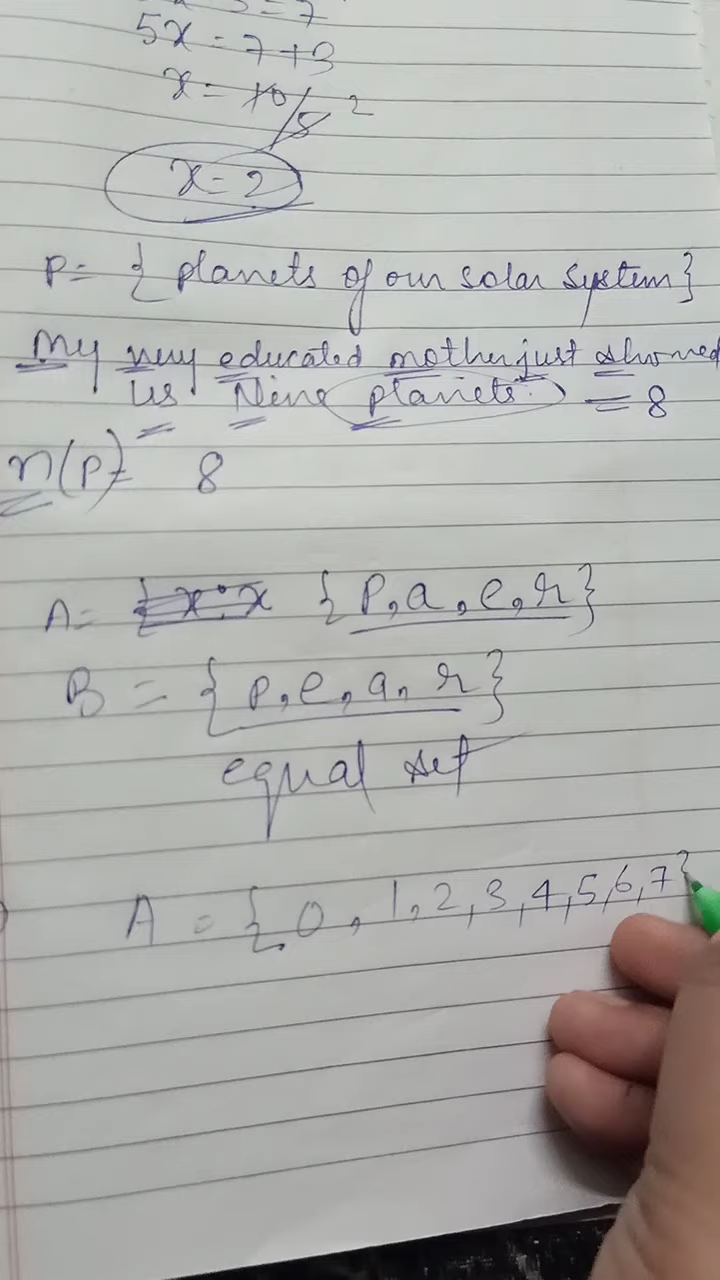 = 7
5x = 7+3
x = 10/5 2
x = 2
P = { planets of our solar system}
My very educated mother just showed
us Nine planets. = 8
n(P) = 8
A = {x:x { P, a, e, r}
B = { p, e, a, r}
equal set
A = {0, 1, 2, 3, 4, 5, 6, 7}